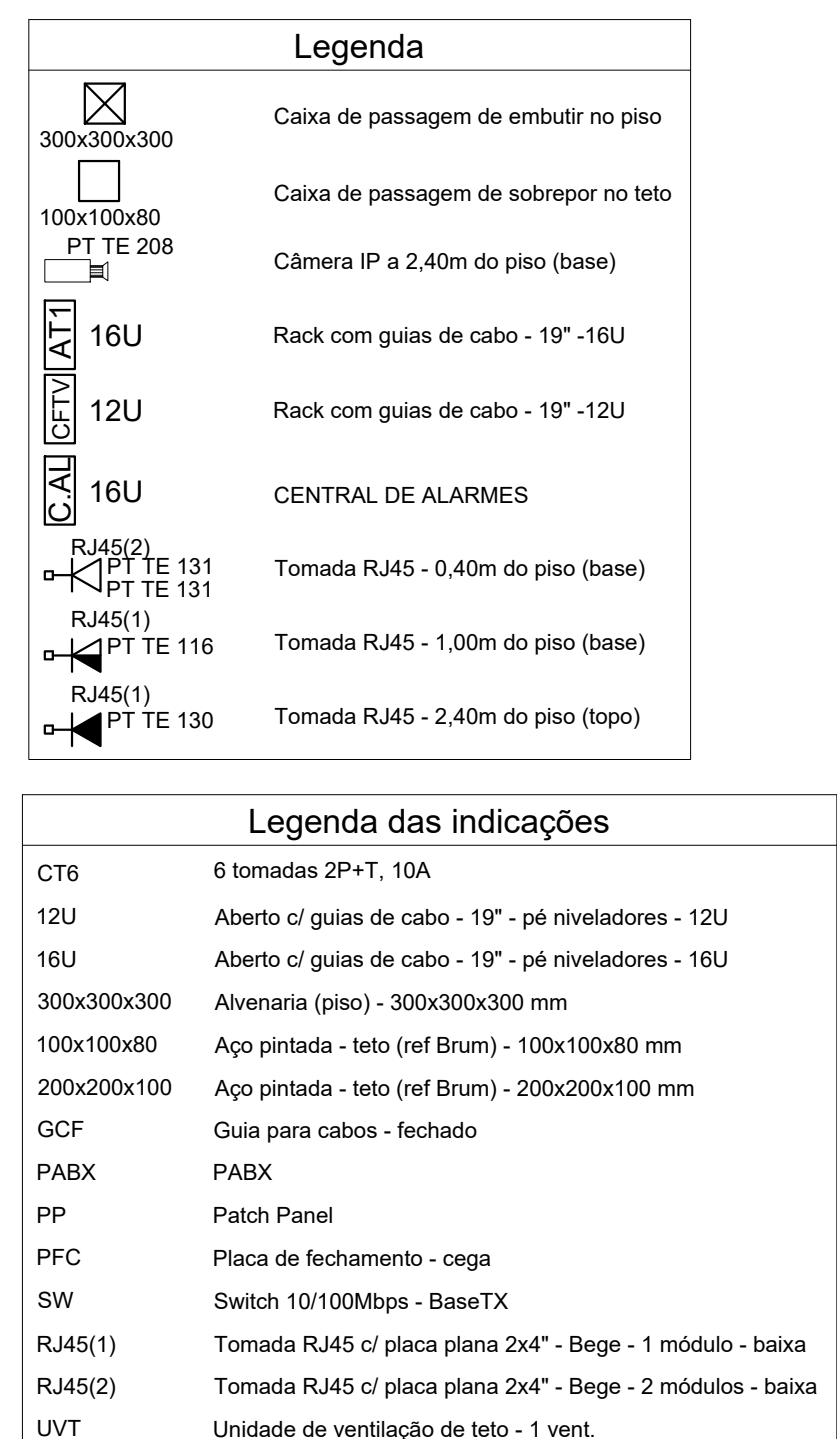 Legenda
300x300x300 Caixa de passagem de embutir no piso
100x100x80 Caixa de passagem de sobrepor no teto
PT TE 208 Câmera IP a 2,40m do piso (base)
AT1 16U Rack com guias de cabo - 19" -16U
CFTV 12U Rack com guias de cabo - 19" -12U
C.AL 16U CENTRAL DE ALARMES
RJ45(2)
PT TE 131 Tomada RJ45 - 0,40m do piso (base)
PT TE 131
RJ45(1)
PT TE 116 Tomada RJ45 - 1,00m do piso (base)
RJ45(1)
PT TE 130 Tomada RJ45 - 2,40m do piso (topo)
Legenda das indicações
CT6 6 tomadas 2P+T, 10A
12U Aberto c/ guias de cabo - 19" - pé niveladores - 12U
16U Aberto c/ guias de cabo - 19" - pé niveladores - 16U
300x300x300 Alvenaria (piso) - 300x300x300 mm
100x100x80 Aço pintada - teto (ref Brum) - 100x100x80 mm
200x200x100 Aço pintada - teto (ref Brum) - 200x200x100 mm
GCF Guia para cabos - fechado
PABX PABX
PP Patch Panel
PFC Placa de fechamento - cega
SW Switch 10/100Mbps - BaseTX
RJ45(1) Tomada RJ45 c/ placa plana 2x4" - Bege - 1 módulo - baixa
RJ45(2) Tomada RJ45 c/ placa plana 2x4" - Bege - 2 módulos - baixa
UVT Unidade de ventilação de teto - 1 vent.